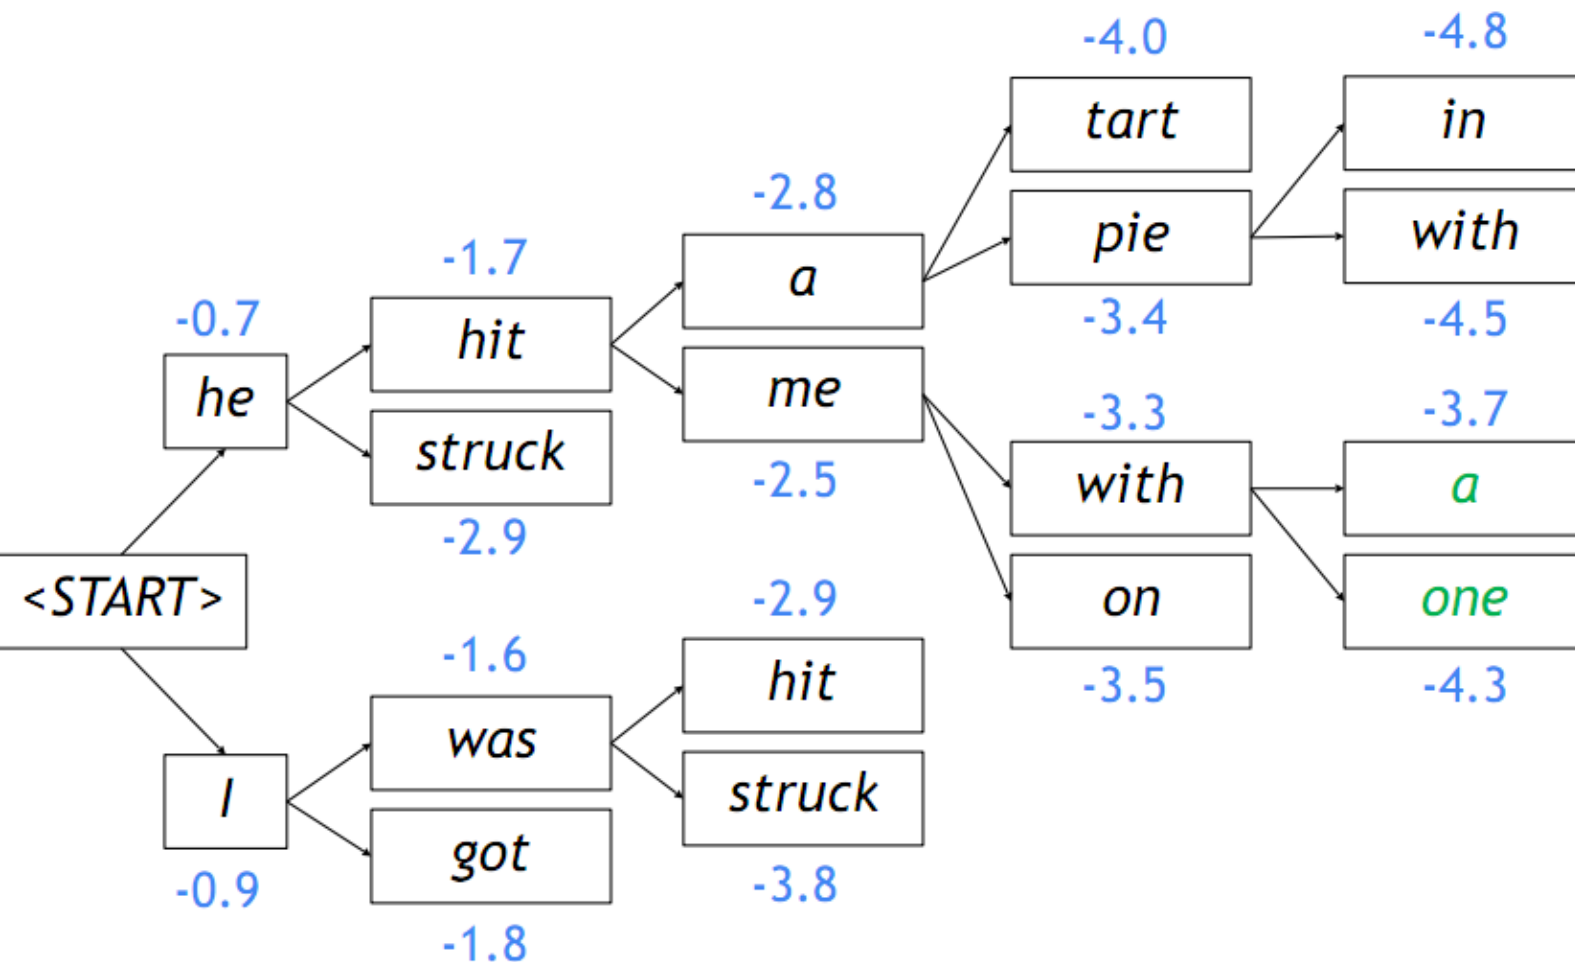 -4.0
-4.8
tart
in
-2.8
pie
with
-1.7
a
-3.4
-4.5
-0.7
hit
me
-3.3
-3.7
he
struck
-2.5
with
a
-2.9
<START>
-2.9
on
one
-1.6
hit
-3.5
-4.3
was
I
struck
got
-0.9
-3.8
-1.8